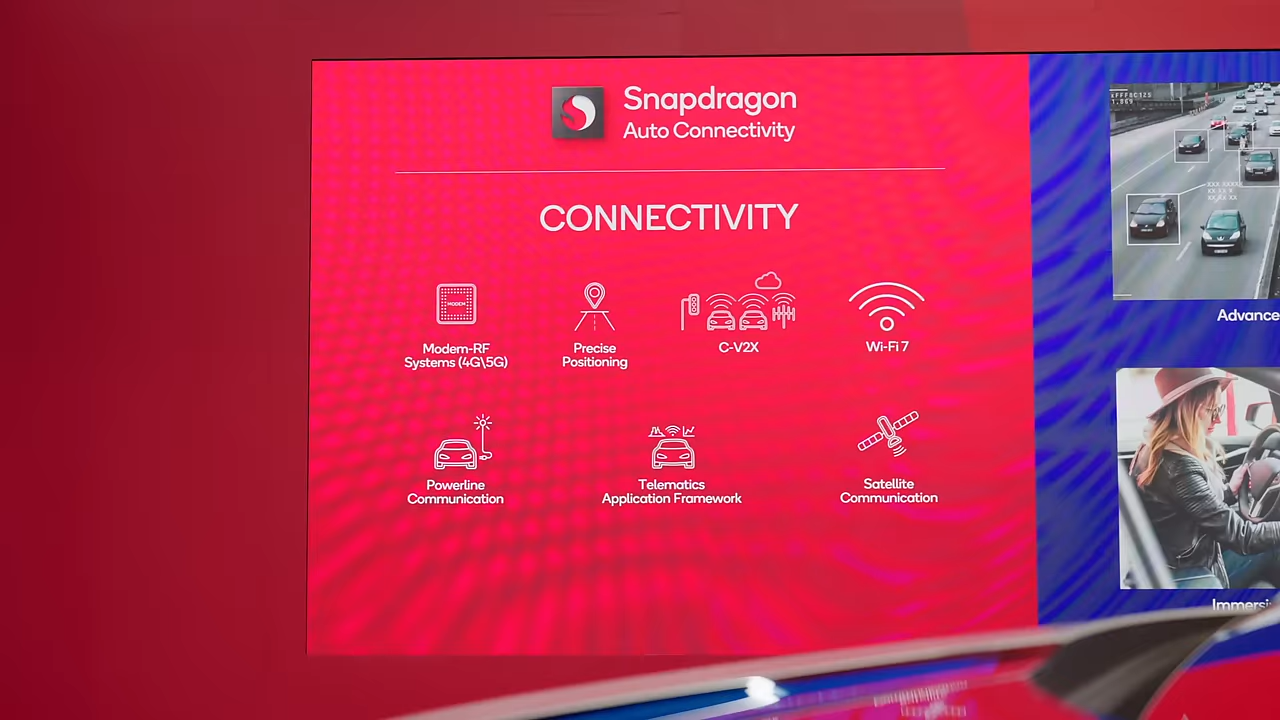 Snapdragon
Auto Connectivity
CONNECTIVITY
MODEM
Modem-RF
Systems (4G\5G)
Precise
Positioning
C-V2X
Wi-Fi 7
Powerline
Communication
Telematics
Application Framework
Satellite
Communication
Advance